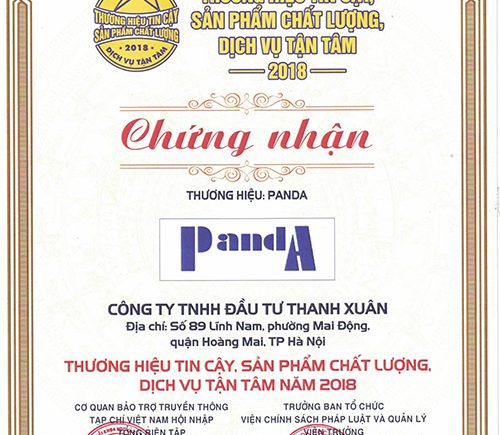 THƯƠNG HIỆU TIN CẬY
SẢN PHẨM CHẤT LƯỢNG
2018
DỊCH VỤ TẬN TÂM
THƯƠNG HIỆU TIN CẬY,
SẢN PHẨM CHẤT LƯỢNG,
DỊCH VỤ TẬN TÂM
2018
Chứng nhận
THƯƠNG HIỆU: PANDA
PandA
CÔNG TY TNHH ĐẦU TƯ THANH XUÂN
Địa chỉ: Số 89 Lĩnh Nam, phường Mai Động,
quận Hoàng Mai, TP Hà Nội
THƯƠNG HIỆU TIN CẬY, SẢN PHẨM CHẤT LƯỢNG,
DỊCH VỤ TẬN TÂM NĂM 2018
CƠ QUAN BẢO TRỢ TRUYỀN THÔNG
TẠP CHÍ VIỆT NAM HỘI NHẬP
TỔNG BIÊN TẬP
TRƯỞNG BAN TỔ CHỨC
VIỆN CHÍNH SÁCH PHÁP LUẬT VÀ QUẢN LÝ
VIỆN TRƯỞNG